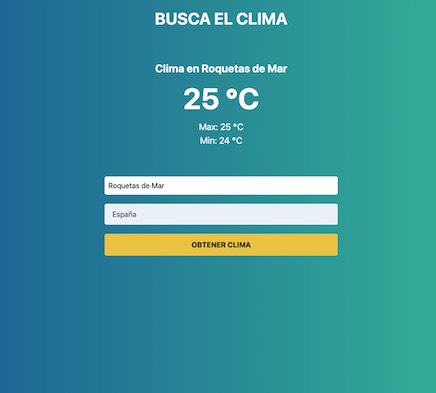 BUSCA EL CLIMA
Clima en Roquetas de Mar
25 °C
Max: 25 °C
Min: 24 °C
Roquetas de Mar
España
OBTENER CLIMA